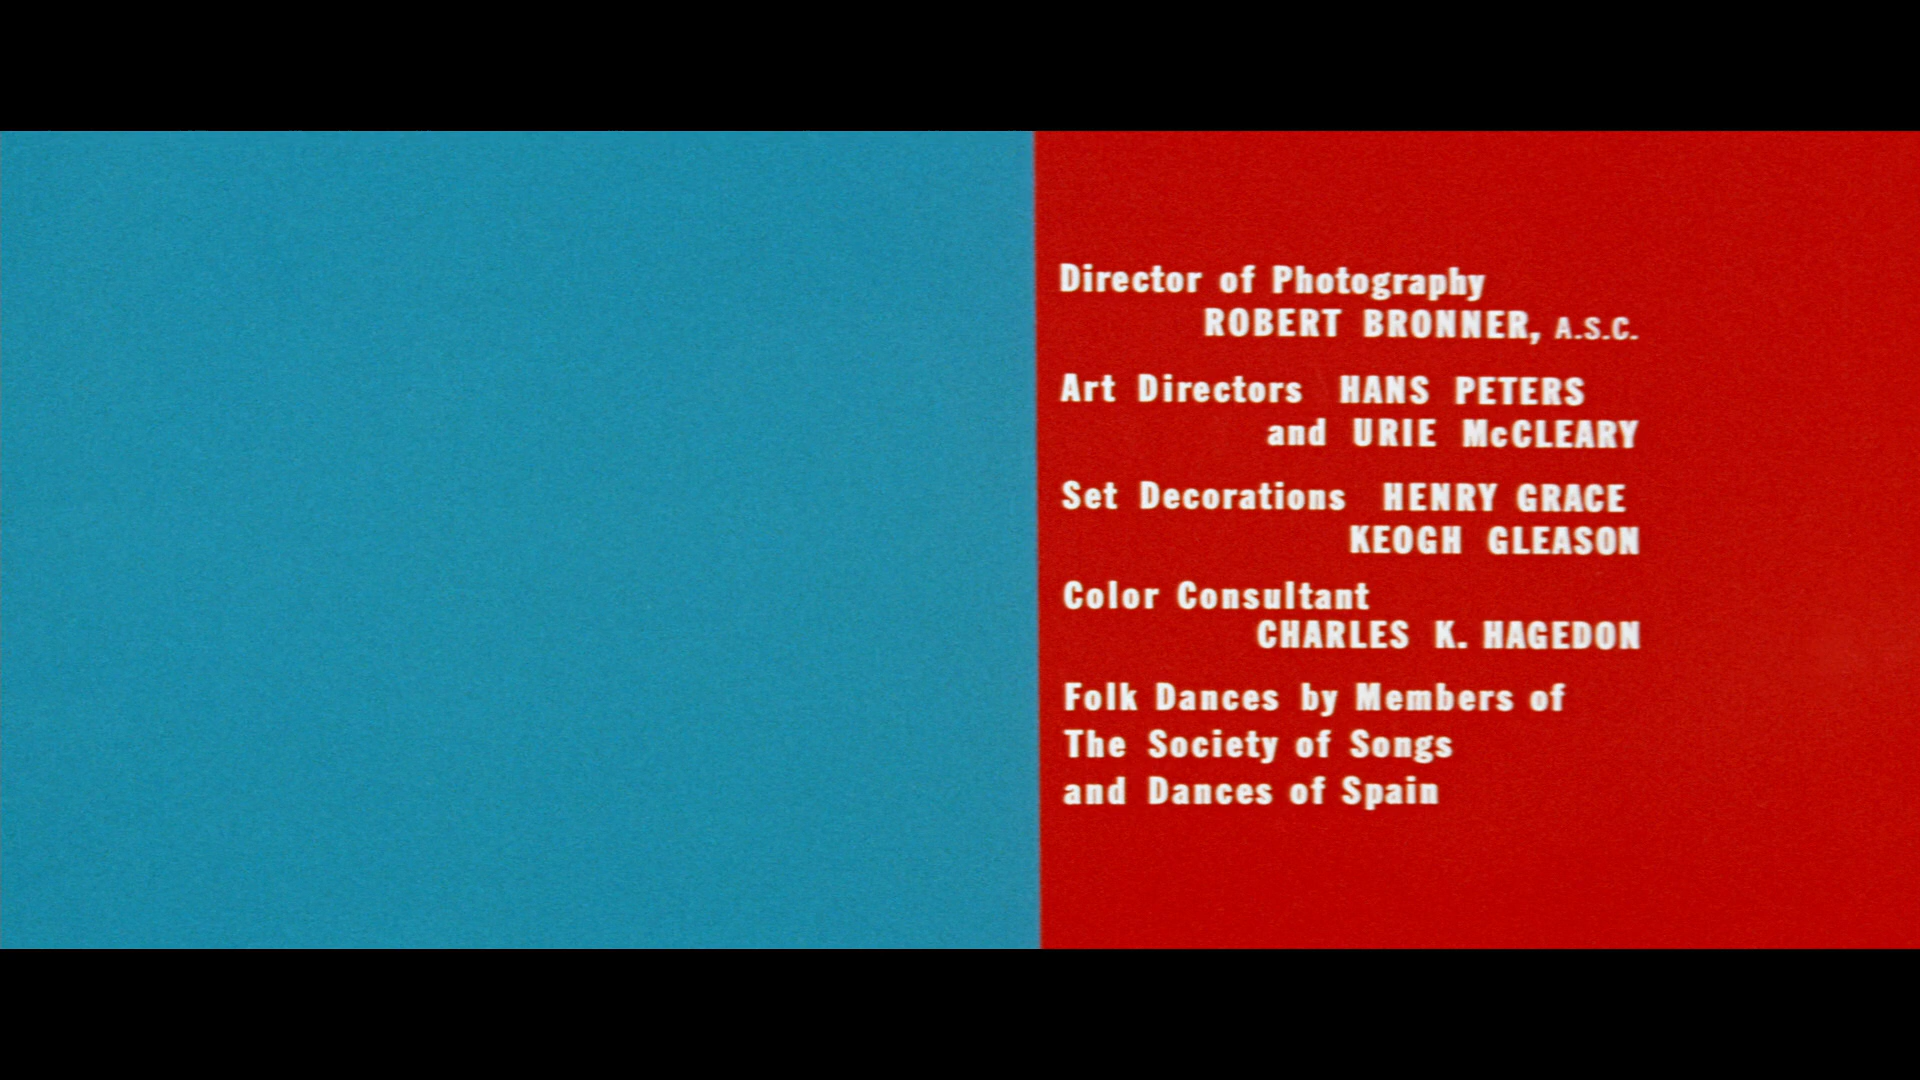 Director of Photography
ROBERT BRONNER, A.S.C.
Art Directors HANS PETERS
and URIE McCLEARY
Set Decorations HENRY GRACE
KEOGH GLEASON
Color Consultant
CHARLES K. HAGEDON
Folk Dances by Members of
The Society of Songs
and Dances of Spain